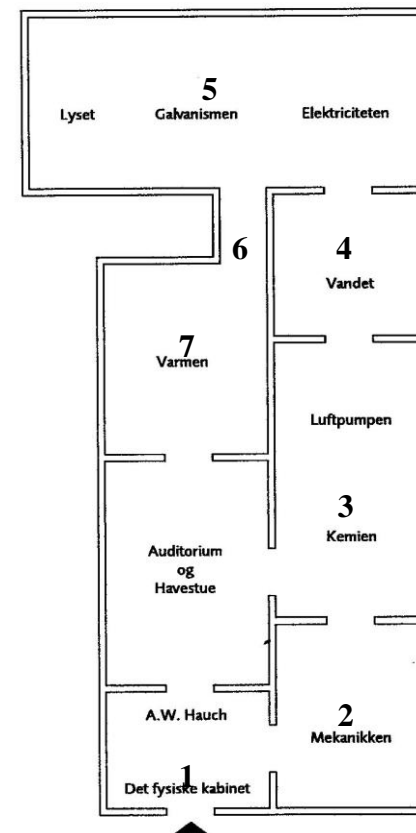 5
Lyset Galvanismen Elektriciteten
6
4
Vandet
7
Varmen
Luftpumpen
3
Kemien
Auditorium
og
Havestue
A.W. Hauch
2
Mekanikken
1
Det fysiske kabinet